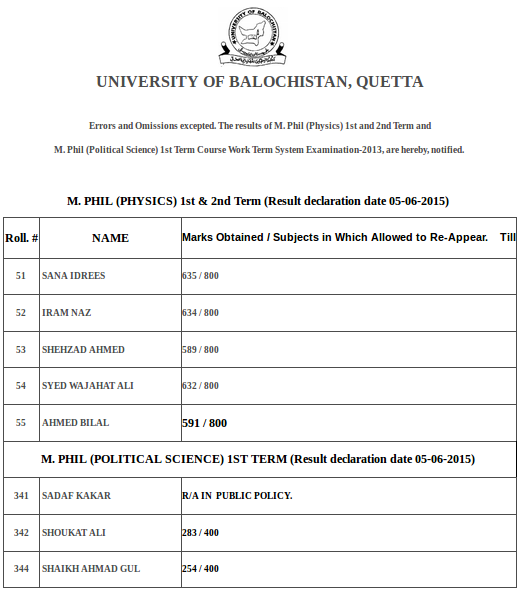 UNIVERSITY OF BALOCHISTAN
UNIVERSITY OF BALOCHISTAN, QUETTA
Errors and Omissions excepted. The results of M. Phil (Physics) 1st and 2nd Term and
M. Phil (Political Science) 1st Term Course Work Term System Examination-2013, are hereby, notified.
M. PHIL (PHYSICS) 1st & 2nd Term (Result declaration date 05-06-2015)
Roll. # NAME Marks Obtained / Subjects in Which Allowed to Re-Appear. Till
51 SANA IDREES 635 / 800
52 IRAM NAZ 634 / 800
53 SHEHZAD AHMED 589 / 800
54 SYED WAJAHAT ALI 632 / 800
55 AHMED BILAL 591 / 800
M. PHIL (POLITICAL SCIENCE) 1ST TERM (Result declaration date 05-06-2015)
341 SADAF KAKAR R/A IN PUBLIC POLICY.
342 SHOUKAT ALI 283 / 400
344 SHAIKH AHMAD GUL 254 / 400